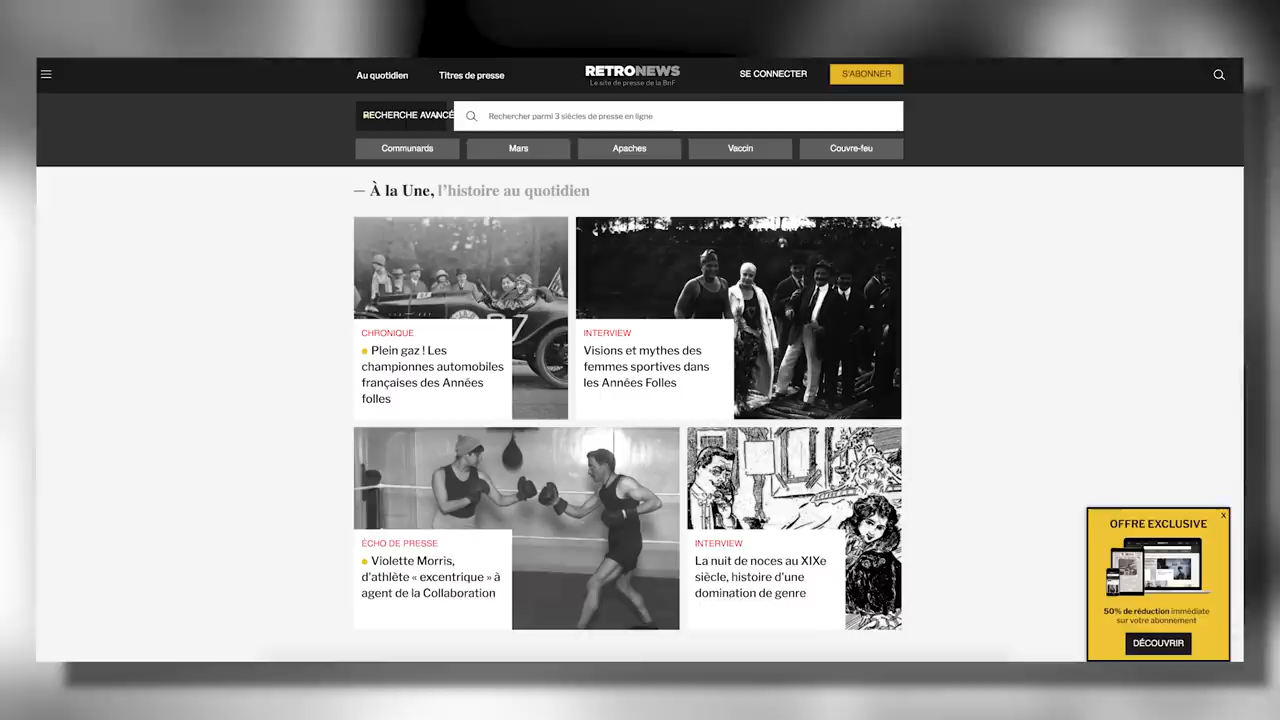 Au quotidien
Titres de presse
RETRONEWS
Le site de presse de la BnF
SE CONNECTER
S'ABONNER
RECHERCHE AVANCÉ
Rechercher parmi 3 siècles de presse en ligne
Communards
Mars
Apaches
Vaccin
Couvre-feu
— À la Une, l'histoire au quotidien
CHRONIQUE
Plein gaz ! Les
championnes automobiles
françaises des Années
folles
INTERVIEW
Visions et mythes des
femmes sportives dans
les Années Folles
ÉCHO DE PRESSE
Violette Morris,
d'athlète « excentrique » à
agent de la Collaboration
INTERVIEW
La nuit de noces au XIXe
siècle, histoire d'une
domination de genre
X
OFFRE EXCLUSIVE
50% de réduction immédiate
sur votre abonnement
DÉCOUVRIR